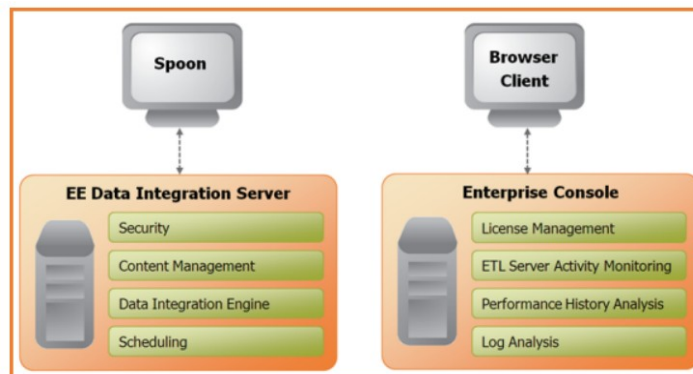 Spoon
Browser
Client
EE Data Integration Server
Security
Content Management
Data Integration Engine
Scheduling
Enterprise Console
License Management
ETL Server Activity Monitoring
Performance History Analysis
Log Analysis